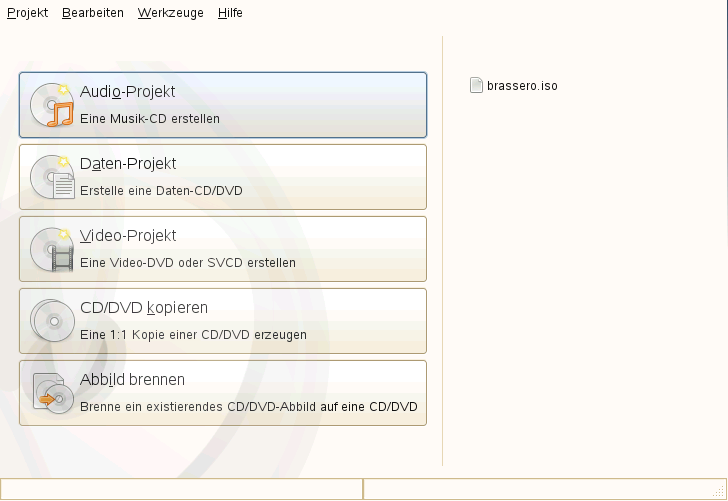 Projekt Bearbeiten Werkzeuge Hilfe
Audio-Projekt
Eine Musik-CD erstellen
Daten-Projekt
Erstelle eine Daten-CD/DVD
Video-Projekt
Eine Video-DVD oder SVCD erstellen
CD/DVD kopieren
Eine 1:1 Kopie einer CD/DVD erzeugen
Abbild brennen
Brenne ein existierendes CD/DVD-Abbild auf eine CD/DVD
brassero.iso